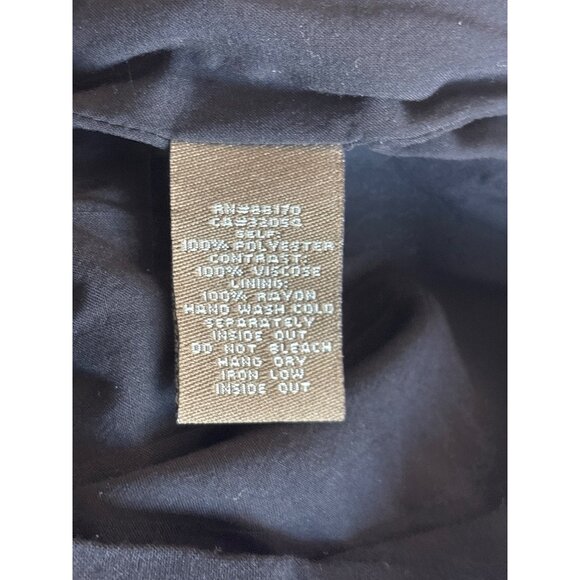 RN#88170
CA#32050
SELF:
100% POLYESTER
CONTRAST:
100% VISCOSE
LINING:
100% RAYON
HAND WASH COLD
SEPARATELY
INSIDE OUT
DO NOT BLEACH
HANG DRY
IRON LOW
INSIDE OUT